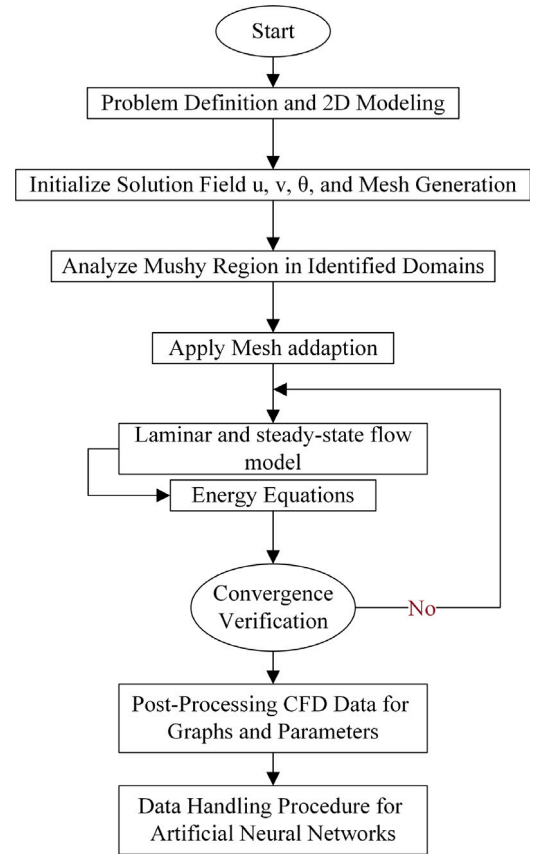 Start
Problem Definition and 2D Modeling
Initialize Solution Field u, v, θ, and Mesh Generation
Analyze Mushy Region in Identified Domains
Apply Mesh addaption
Laminar and steady-state flow
model
Energy Equations
Convergence
Verification
No
Post-Processing CFD Data for
Graphs and Parameters
Data Handling Procedure for
Artificial Neural Networks